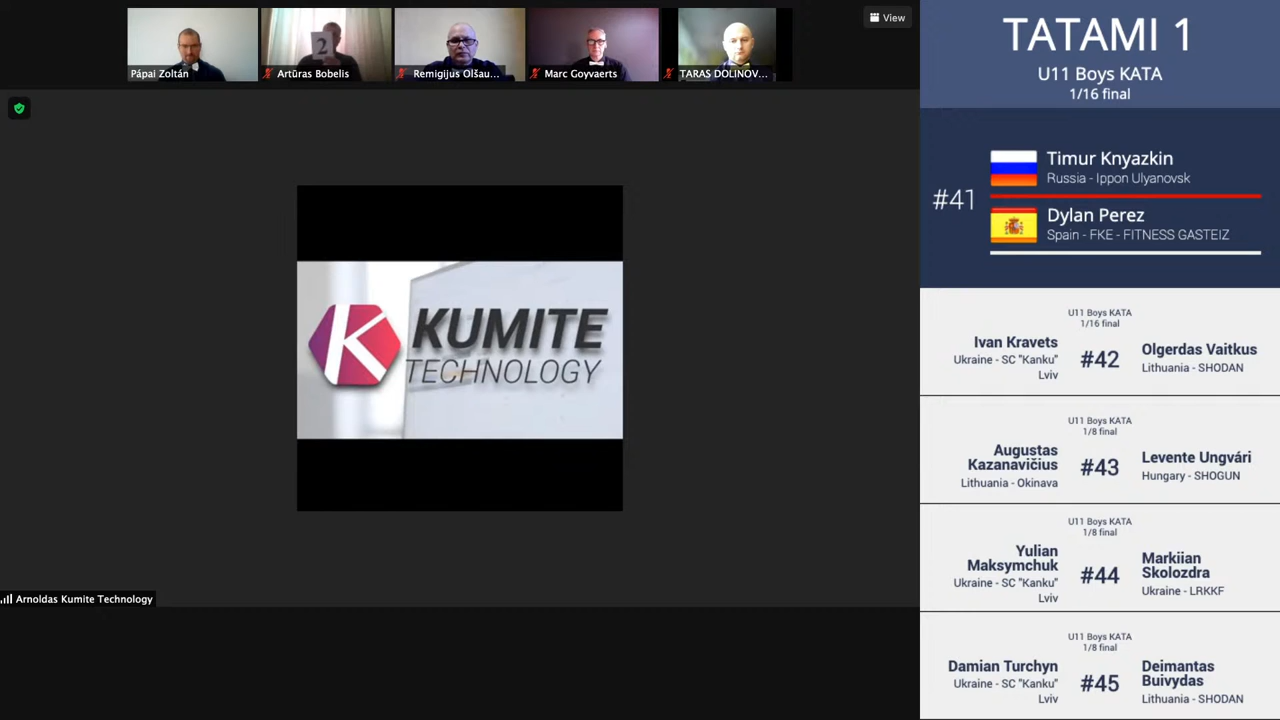 View
Pápai Zoltán
2
Artūras Bobelis
Remigijus Olšau...
Marc Goyvaerts
TARAS DOLINOV...
K KUMITE
TECHNOLOGY
Arnoldas Kumite Technology
TATAMI 1
U11 Boys KATA
1/16 final
#41
Timur Knyazkin
Russia - Ippon Ulyanovsk
Dylan Perez
Spain - FKE - FITNESS GASTEIZ
U11 Boys KATA
1/16 final
Ivan Kravets
Ukraine - SC "Kanku"
Lviv
#42
Olgerdas Vaitkus
Lithuania - SHODAN
U11 Boys KATA
1/8 final
Augustas
Kazanavičius
Lithuania - Okinava
#43
Levente Ungvári
Hungary - SHOGUN
U11 Boys KATA
1/8 final
Yulian
Maksymchuk
Ukraine - SC "Kanku"
Lviv
#44
Markiian
Skolozdra
Ukraine - LRKKF
U11 Boys KATA
1/8 final
Damian Turchyn
Ukraine - SC "Kanku"
Lviv
#45
Deimantas
Buivydas
Lithuania - SHODAN